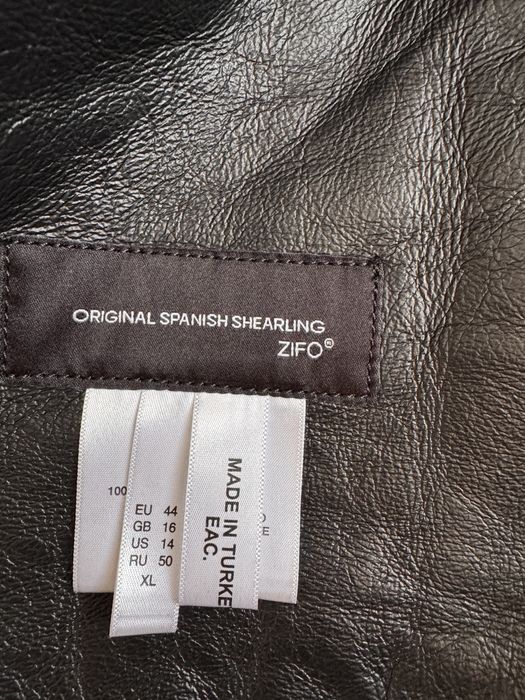 ORIGINAL SPANISH SHEARLING
ZIFO®
100
EU 44
GB 16
US 14
RU 50
XL
MADE IN TURKE
EAC.
O
E